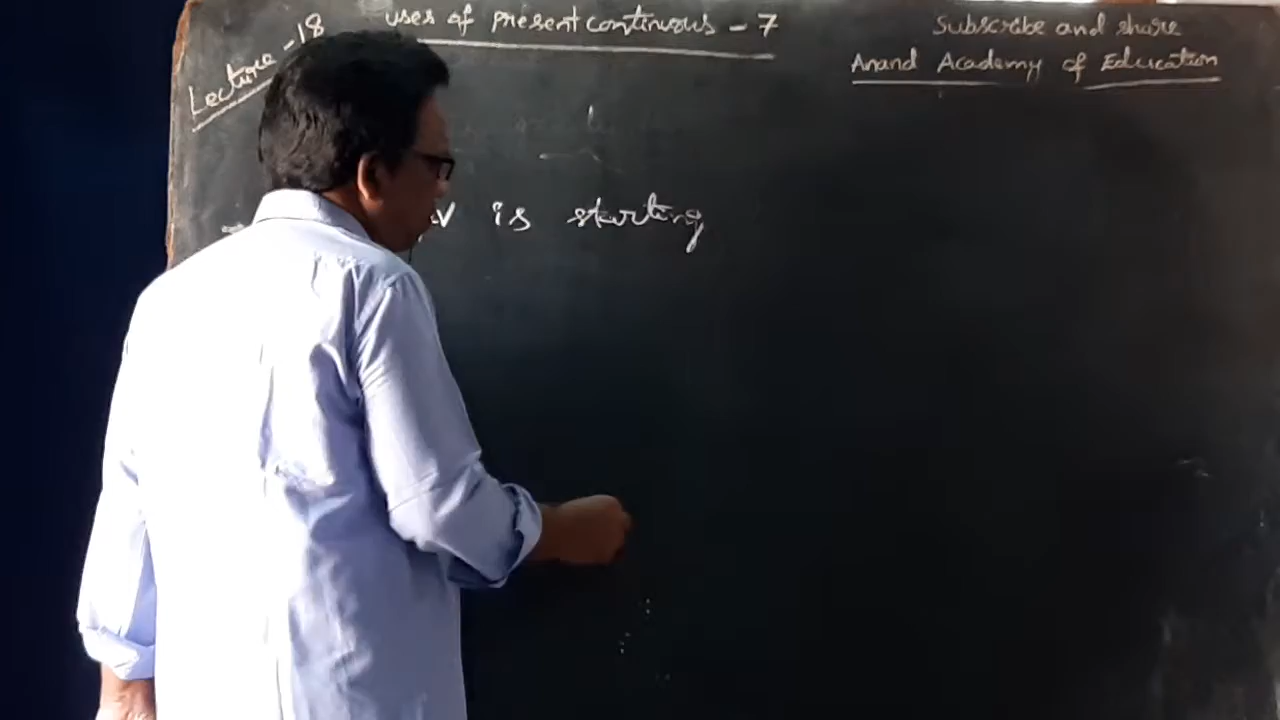 Lecture-18
uses of present continuous - 7
Subscribe and share
Anand Academy of Education
is starting